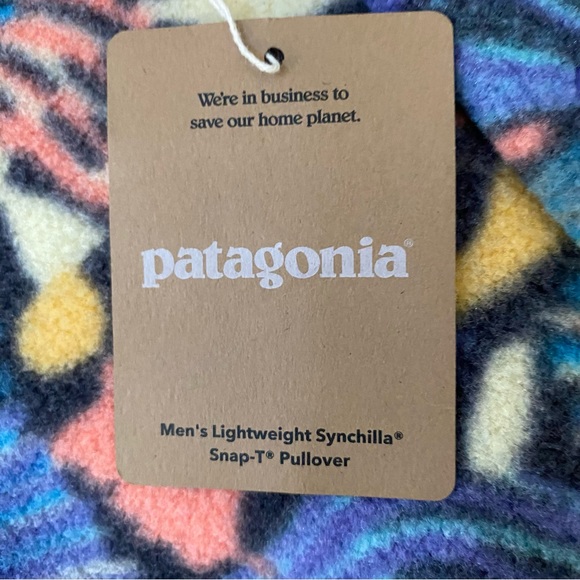 We're in business to
save our home planet.
patagonia®
Men's Lightweight Synchilla®
Snap-T® Pullover